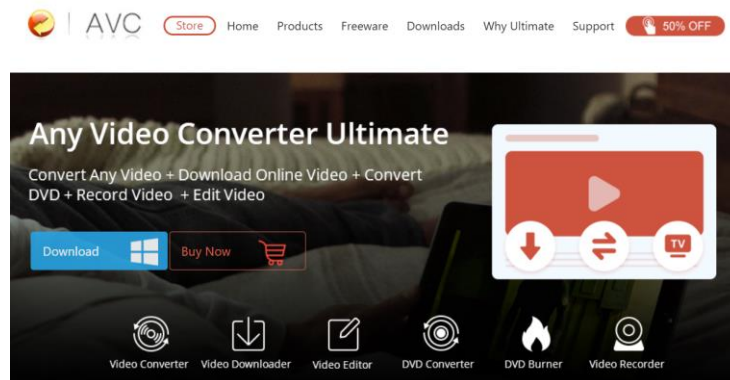 AVC
Store
Home
Products
Freeware
Downloads
Why Ultimate
Support
50% OFF
Any Video Converter Ultimate
Convert Any Video + Download Online Video + Convert
DVD + Record Video + Edit Video
Download
Buy Now
TV
Video Converter
Video Downloader
Video Editor
DVD Converter
DVD Burner
Video Recorder